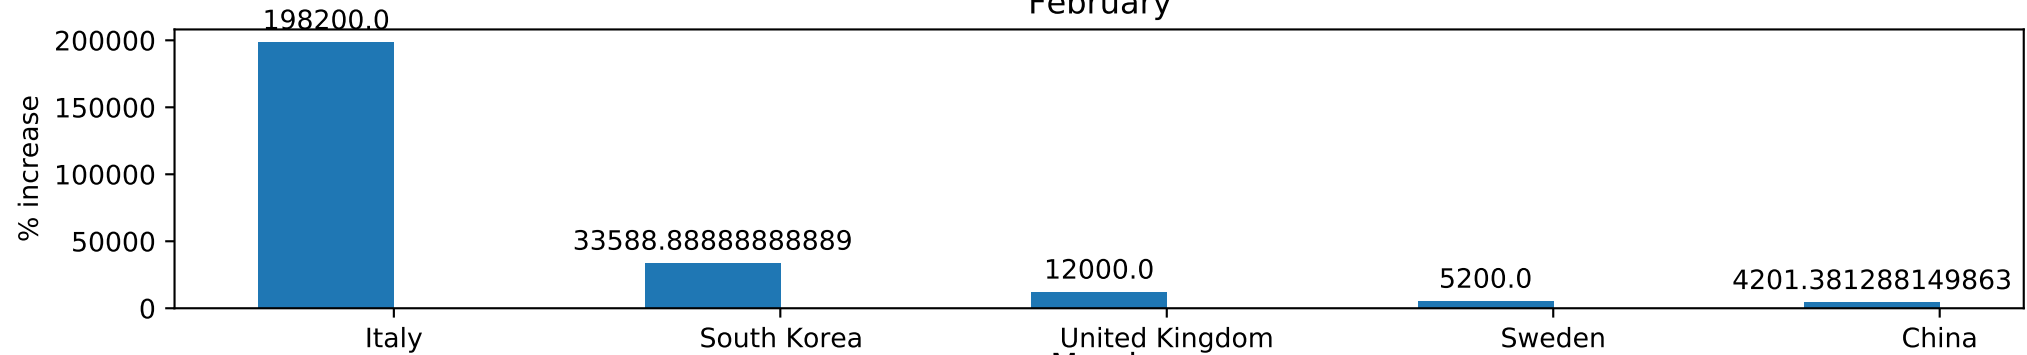 February
198200.0
33588.88888888889
12000.0
5200.0
4201.381288149863
% increase
200000
150000
100000
50000
0
Italy
South Korea
United Kingdom
Sweden
China